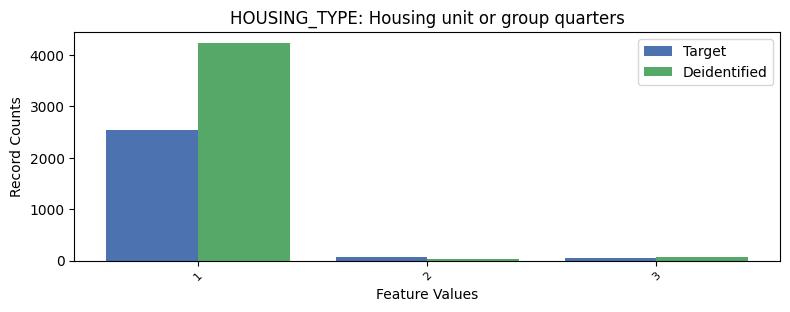 HOUSING_TYPE: Housing unit or group quarters
Target
Deidentified
Record Counts
4000
3000
2000
1000
0
1
2
3
Feature Values